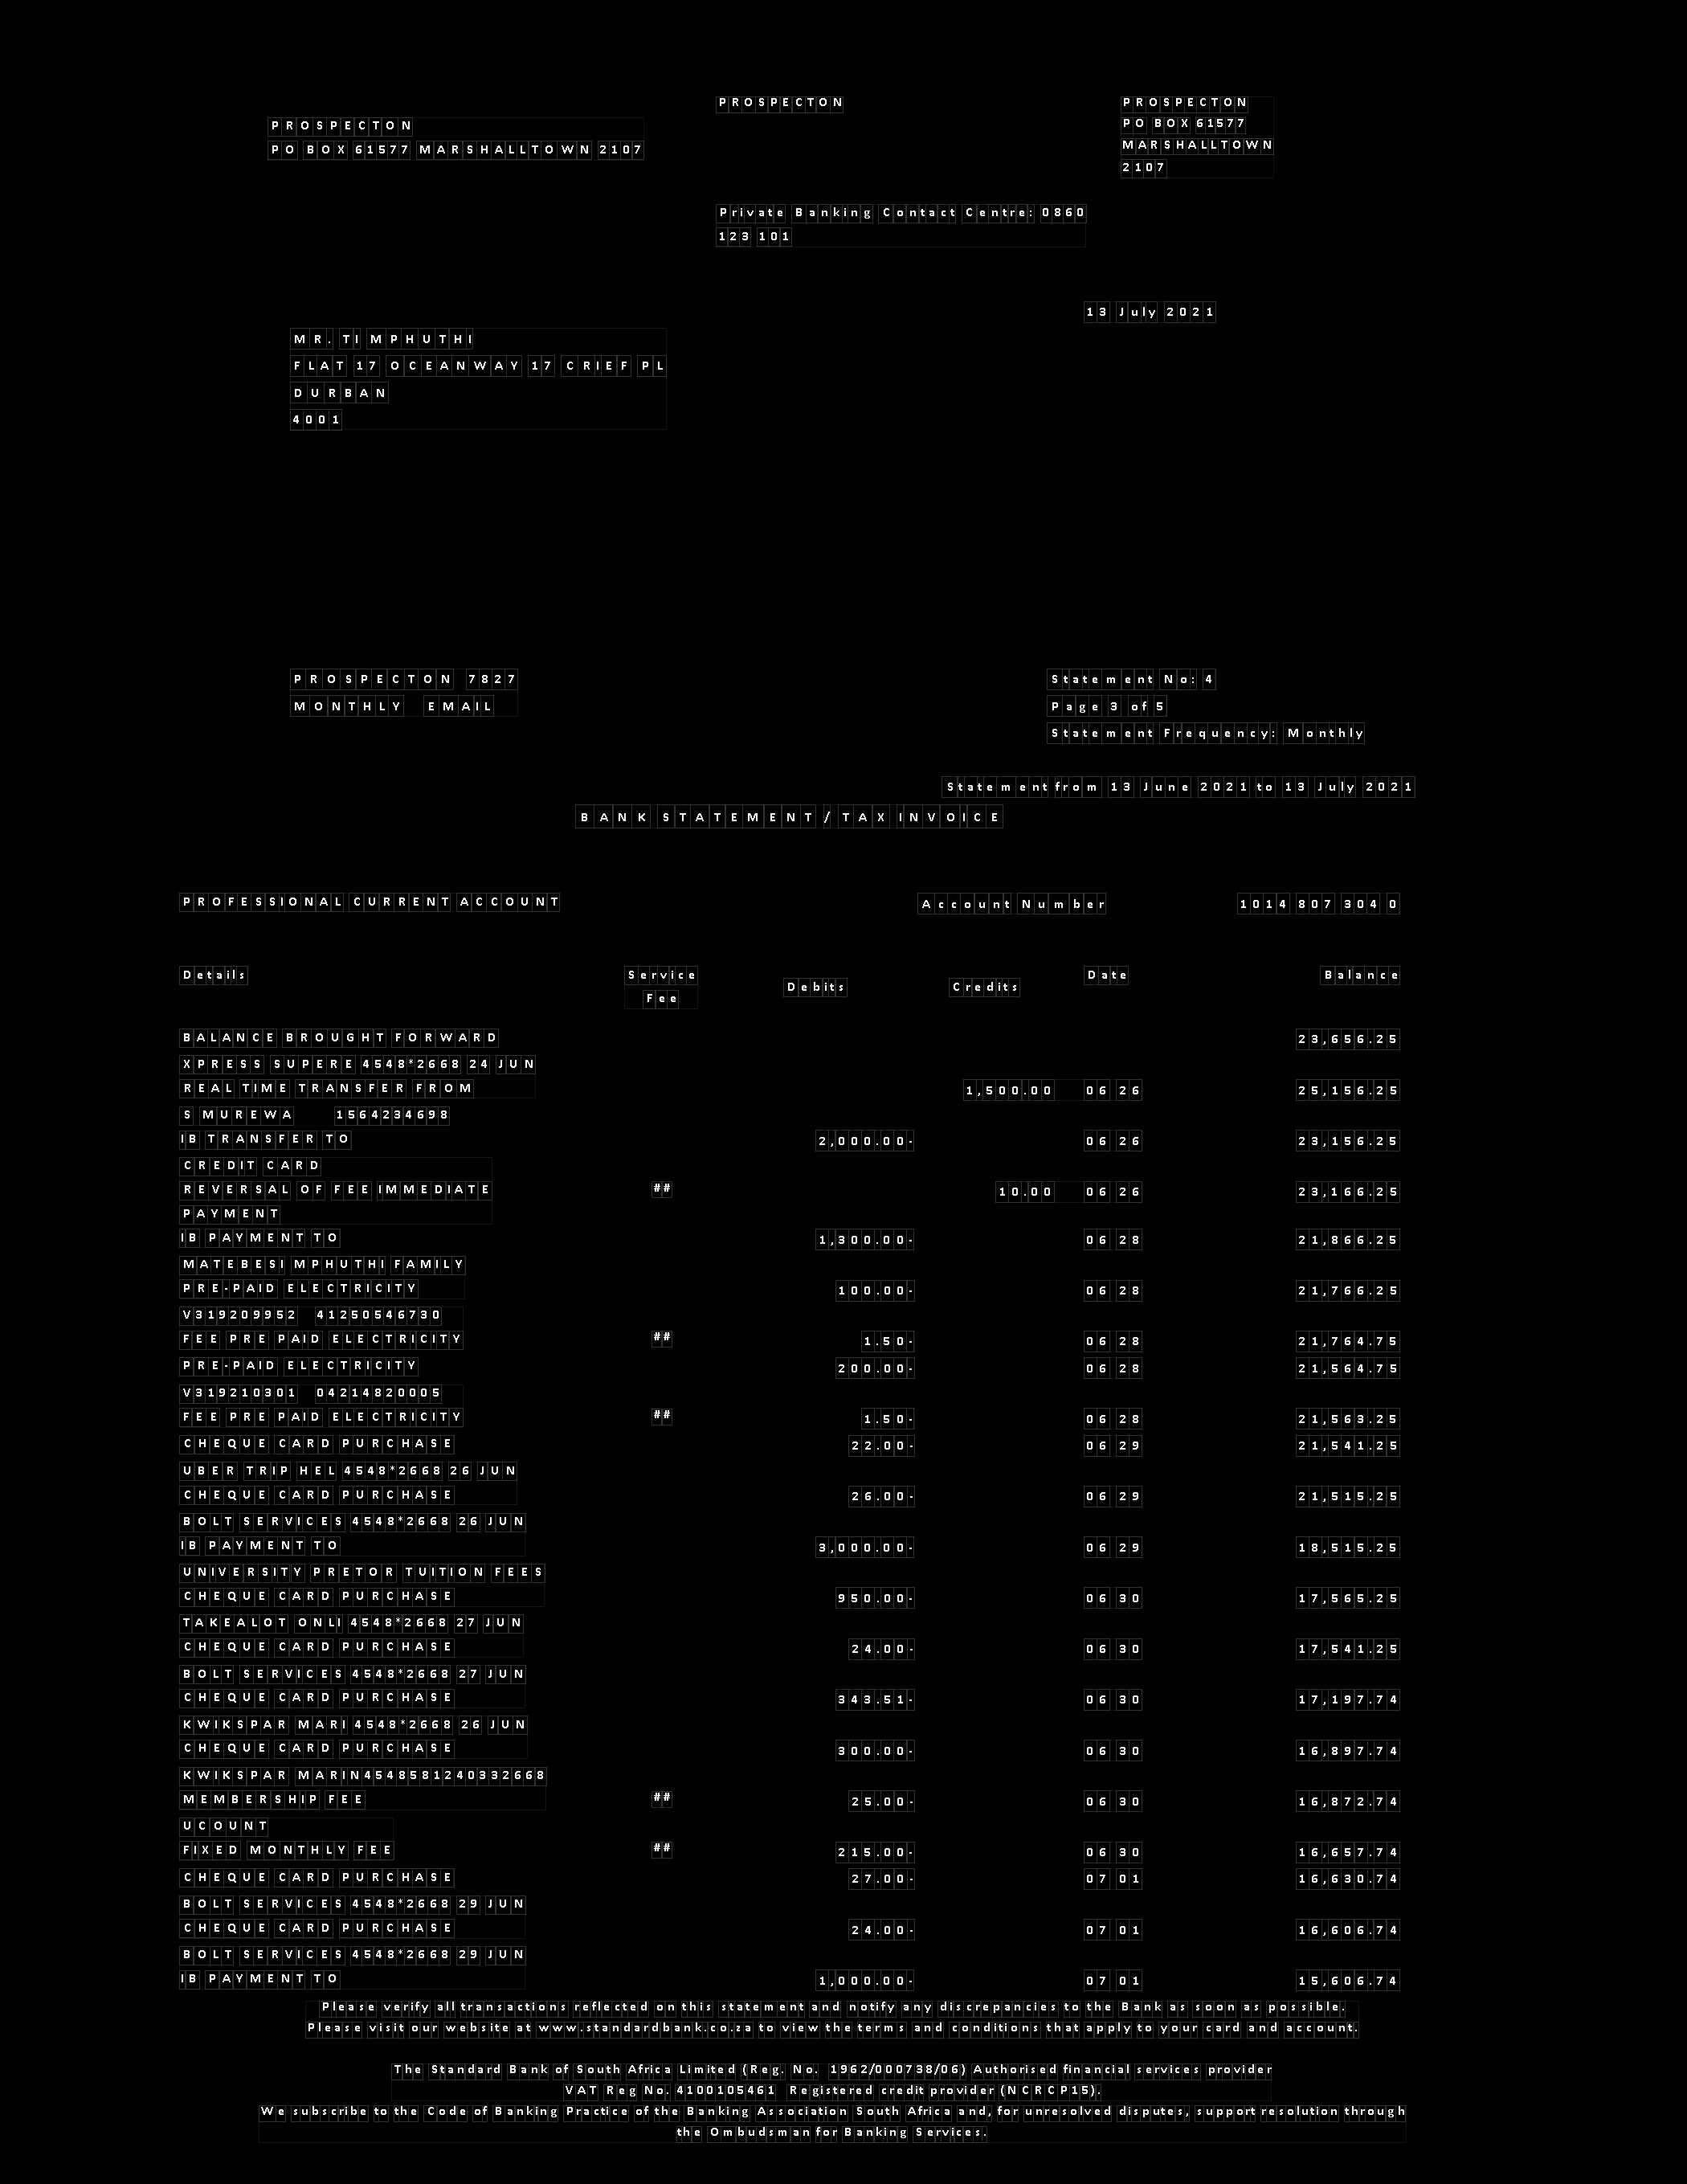 PROSPECTON
PROSPECTON
PO BOX 61577 MARSHALLTOWN 2107
PROSPECTON
PO BOX 61577
MARSHALLTOWN
2107
Private Banking Contact Centre: 0860
123 101
13 July 2021
MR. TI MPHUTHI
FLAT 17 OCEANWAY 17 CRIEF PL
DURBAN
4001
PROSPECTON 7827
MONTHLY EMAIL
Statement No: 4
Page 3 of 5
Statement Frequency: Monthly
Statement from 13 June 2021 to 13 July 2021
BANK STATEMENT / TAX INVOICE
PROFESSIONAL CURRENT ACCOUNT Account Number 1014 807 304 0
Details Service Fee Debits Credits Date Balance
BALANCE BROUGHT FORWARD 23,656.25
XPRESS SUPERE 4548*2668 24 JUN
REAL TIME TRANSFER FROM 1,500.00 06 26 25,156.25
S MUREWA 1564234698
IB TRANSFER TO 2,000.00- 06 26 23,156.25
CREDIT CARD
REVERSAL OF FEE IMMEDIATE ## 10.00 06 26 23,166.25
PAYMENT
IB PAYMENT TO 1,300.00- 06 28 21,866.25
MATEBESI MPHUTHI FAMILY
PRE-PAID ELECTRICITY 100.00- 06 28 21,766.25
V319209952 41250546730
FEE PRE PAID ELECTRICITY ## 1.50- 06 28 21,764.75
PRE-PAID ELECTRICITY 200.00- 06 28 21,564.75
V319210301 04214820005
FEE PRE PAID ELECTRICITY ## 1.50- 06 28 21,563.25
CHEQUE CARD PURCHASE 22.00- 06 29 21,541.25
UBER TRIP HEL 4548*2668 26 JUN
CHEQUE CARD PURCHASE 26.00- 06 29 21,515.25
BOLT SERVICES 4548*2668 26 JUN
IB PAYMENT TO 3,000.00- 06 29 18,515.25
UNIVERSITY PRETOR TUITION FEES
CHEQUE CARD PURCHASE 950.00- 06 30 17,565.25
TAKEALOT ONLI 4548*2668 27 JUN
CHEQUE CARD PURCHASE 24.00- 06 30 17,541.25
BOLT SERVICES 4548*2668 27 JUN
CHEQUE CARD PURCHASE 343.51- 06 30 17,197.74
KWIKSPAR MARI 4548*2668 26 JUN
CHEQUE CARD PURCHASE 300.00- 06 30 16,897.74
KWIKSPAR MARIN4548581240332668
MEMBERSHIP FEE ## 25.00- 06 30 16,872.74
UCOUNT
FIXED MONTHLY FEE ## 215.00- 06 30 16,657.74
CHEQUE CARD PURCHASE 27.00- 07 01 16,630.74
BOLT SERVICES 4548*2668 29 JUN
CHEQUE CARD PURCHASE 24.00- 07 01 16,606.74
BOLT SERVICES 4548*2668 29 JUN
IB PAYMENT TO 1,000.00- 07 01 15,606.74
Please verify all transactions reflected on this statement and notify any discrepancies to the Bank as soon as possible.
Please visit our website at www.standardbank.co.za to view the terms and conditions that apply to your card and account.
The Standard Bank of South Africa Limited (Reg. No. 1962/000738/06) Authorised financial services provider
VAT Reg No. 4100105461 Registered credit provider (NCRCP15).
We subscribe to the Code of Banking Practice of the Banking Association South Africa and, for unresolved disputes, support resolution through
the Ombudsman for Banking Services.